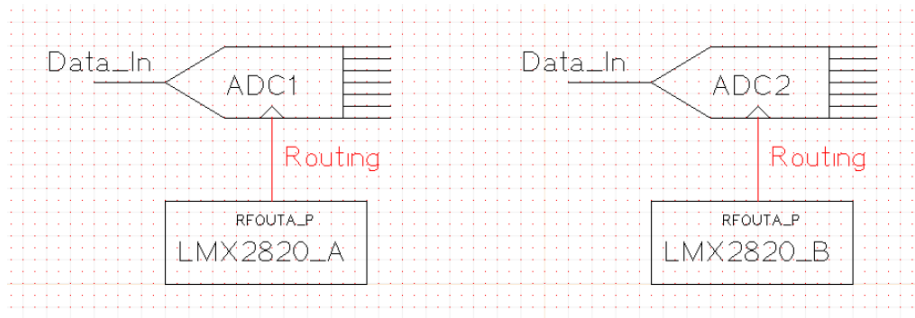 Data_In
ADC1
Routing
RFOUTA_P
LMX2820_A
Data_In
ADC2
Routing
RFOUTA_P
LMX2820_B